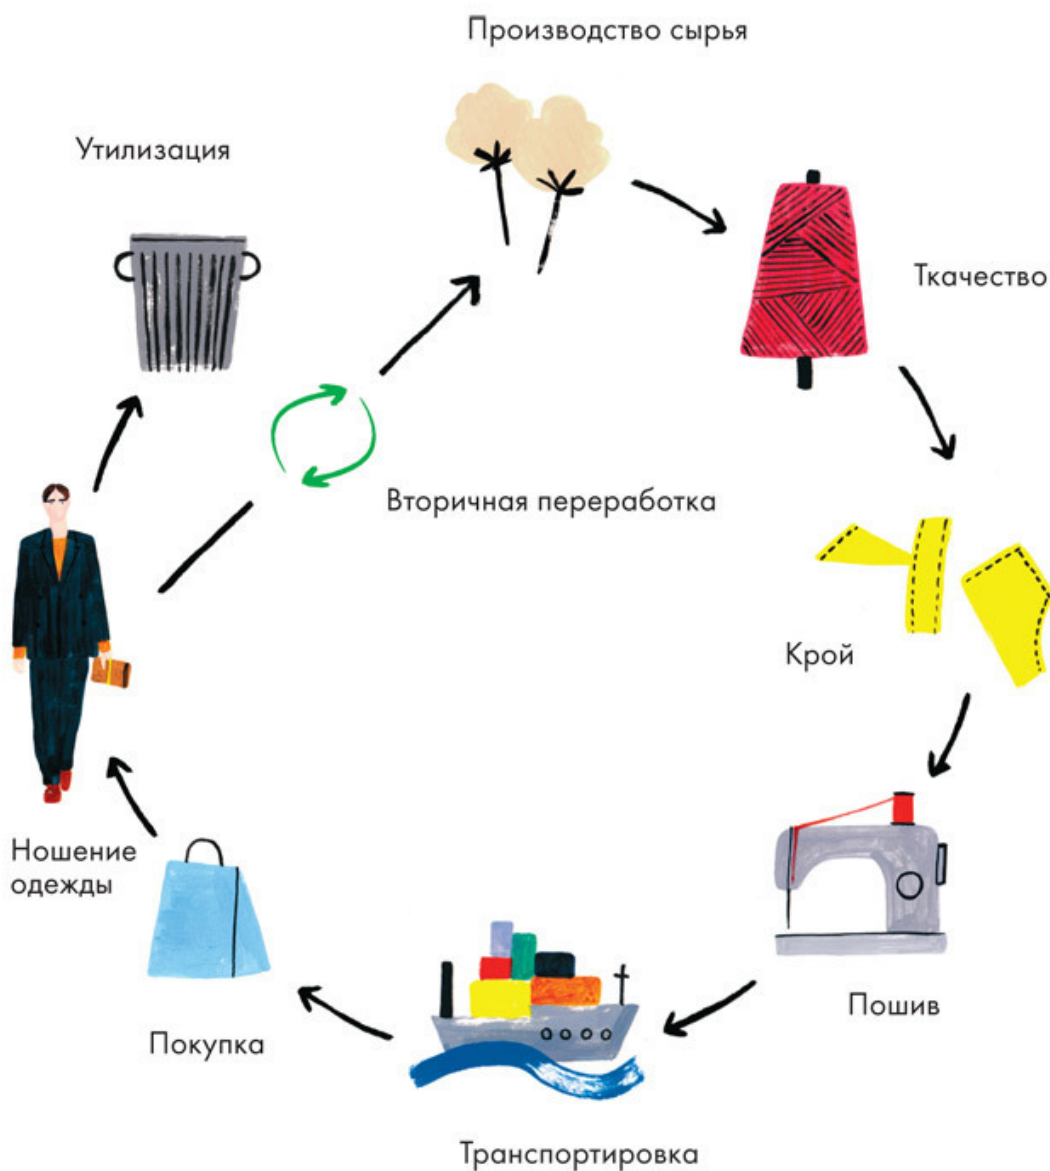 Производство сырья
Утилизация
Ткачество
Вторичная переработка
Крой
Ношение
одежды
Пошив
Покупка
Транспортировка